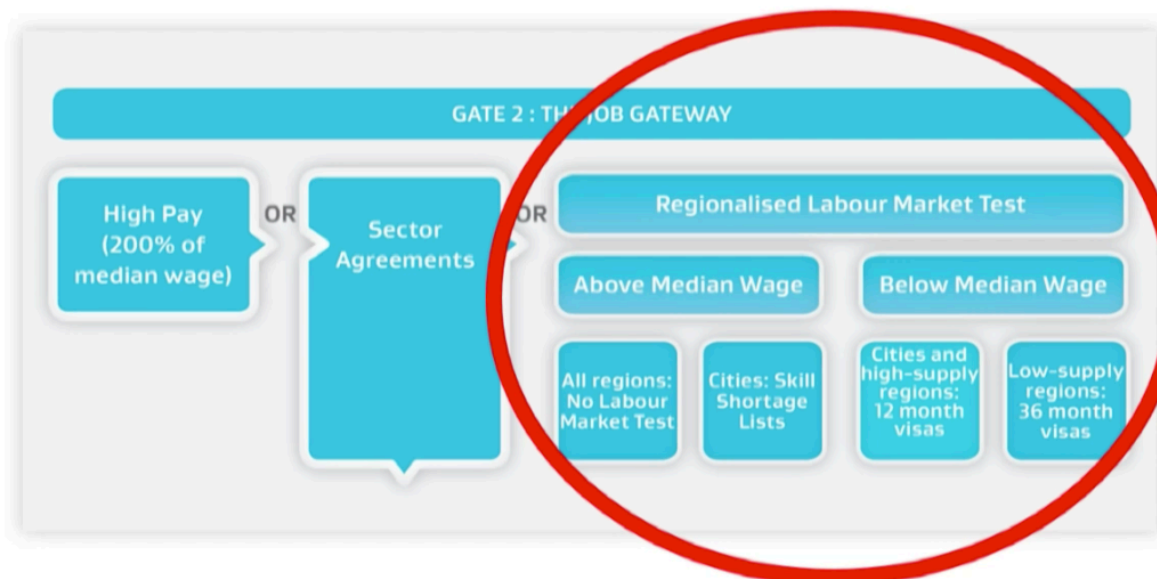 GATE 2 : THE JOB GATEWAY
High Pay
(200% of
median wage)
OR
Sector
Agreements
OR
Regionalised Labour Market Test
Above Median Wage
Below Median Wage
All regions:
No Labour
Market Test
Cities: Skill
Shortage
Lists
Cities and
high-supply
regions:
12 month
visas
Low-supply
regions:
36 month
visas